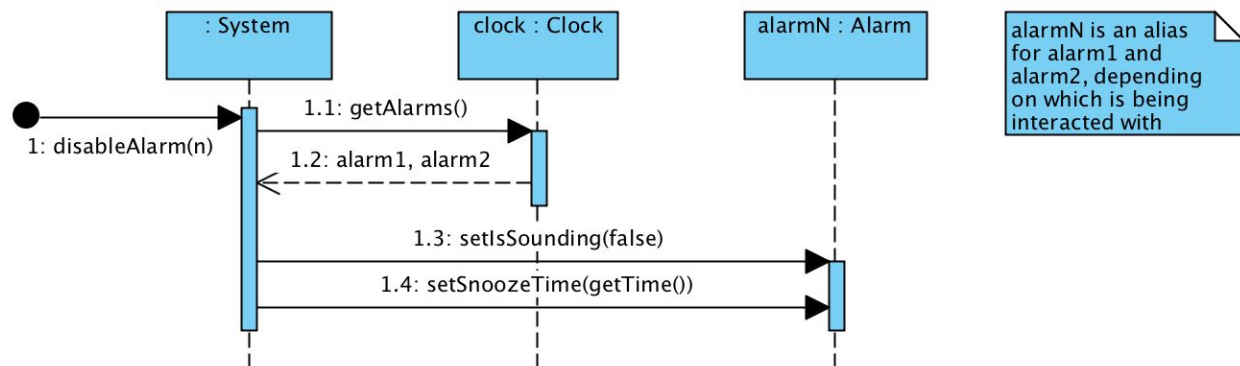 : System
clock : Clock
alarmN : Alarm
alarmN is an alias
for alarm1 and
alarm2, depending
on which is being
interacted with
1: disableAlarm(n)
1.1: getAlarms()
1.2: alarm1, alarm2
1.3: setIsSounding(false)
1.4: setSnoozeTime(getTime())